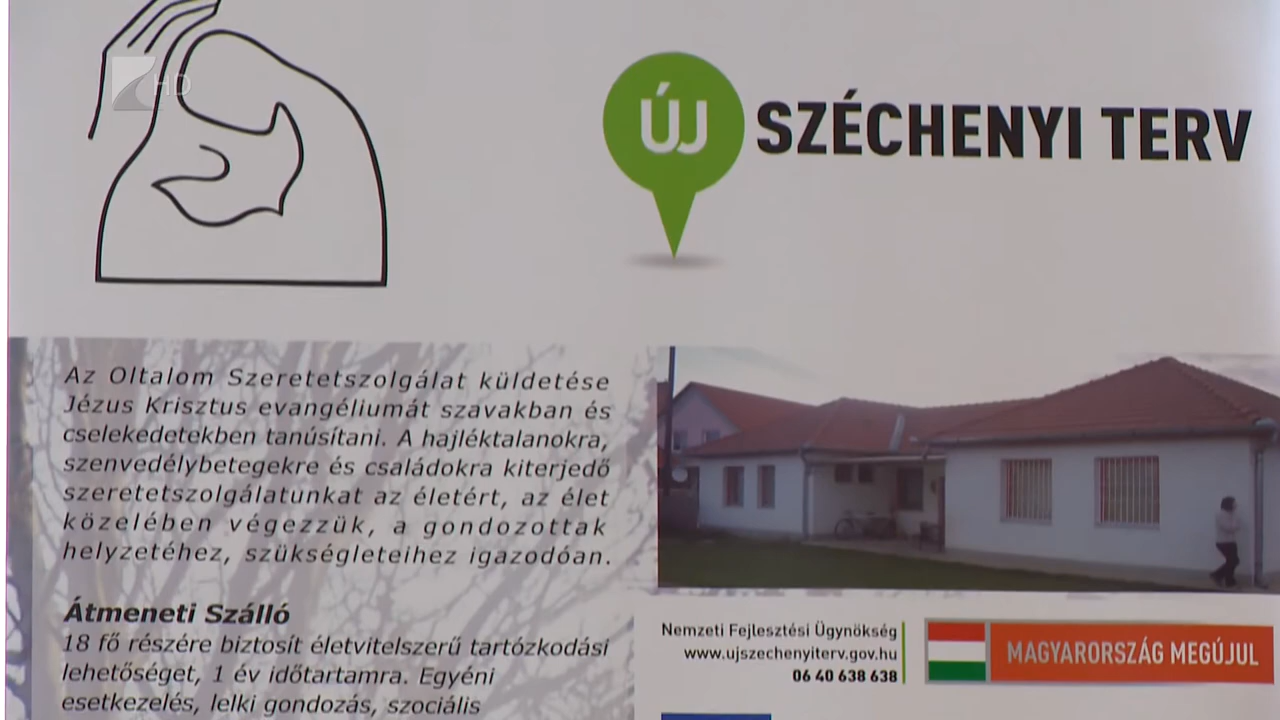 HD
ÚJ SZÉCHENYI TERV
Az Oltalom Szeretetszolgálat küldetése
Jézus Krisztus evangéliumát szavakban és
cselekedetekben tanúsítani. A hajléktalanokra,
szenvedélybetegekre és családokra kiterjedő
szeretetszolgálatunkat az életért, az élet
közelében végezzük, a gondozottak
helyzetéhez, szükségleteihez igazodóan.
Átmeneti Szálló
18 fő részére biztosít életvitelszerű tartózkodási
lehetőséget, 1 év időtartamra. Egyéni
esetkezelés, lelki gondozás, szociális
Nemzeti Fejlesztési Ügynökség
www.ujszechenyiterv.gov.hu
06 40 638 638
MAGYARORSZÁG MEGÚJUL